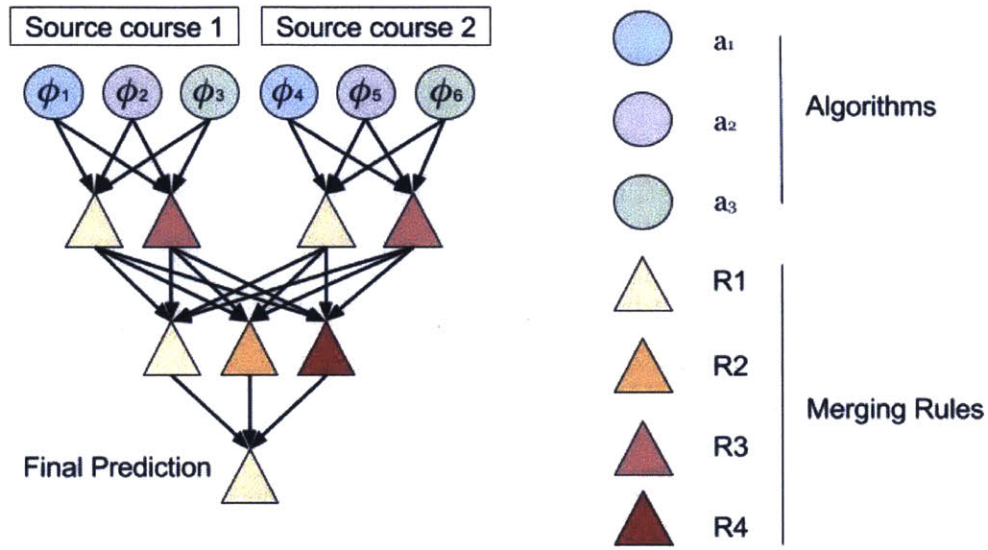 Source course 1 Source course 2
ϕ₁ ϕ₂ ϕ₃ ϕ₄ ϕ₅ ϕ₆
Final Prediction
a₁
a₂
a₃
Algorithms
R1
R2
R3
R4
Merging Rules